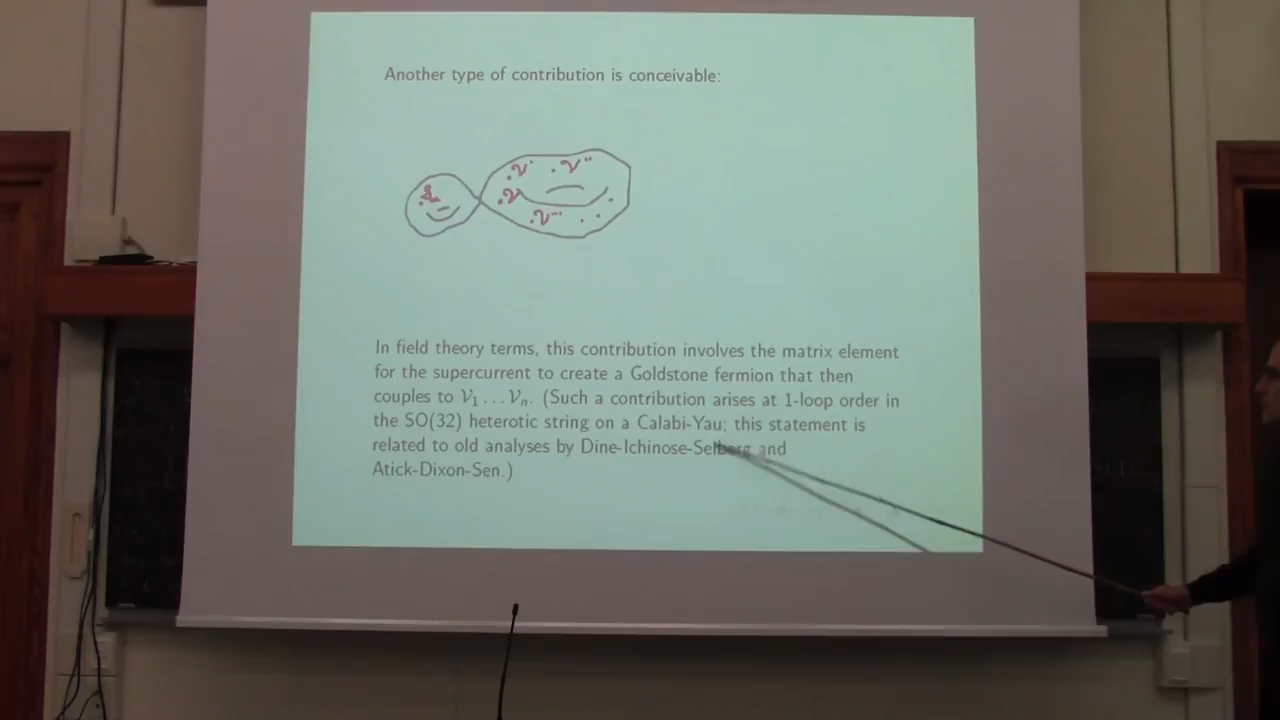 Another type of contribution is conceivable:
In field theory terms, this contribution involves the matrix element
for the supercurrent to create a Goldstone fermion that then
couples to 𝒱₁ … 𝒱ₙ. (Such a contribution arises at 1-loop order in
the SO(32) heterotic string on a Calabi-Yau; this statement is
related to old analyses by Dine-Ichinose-Seiberg and
Atick-Dixon-Sen.)